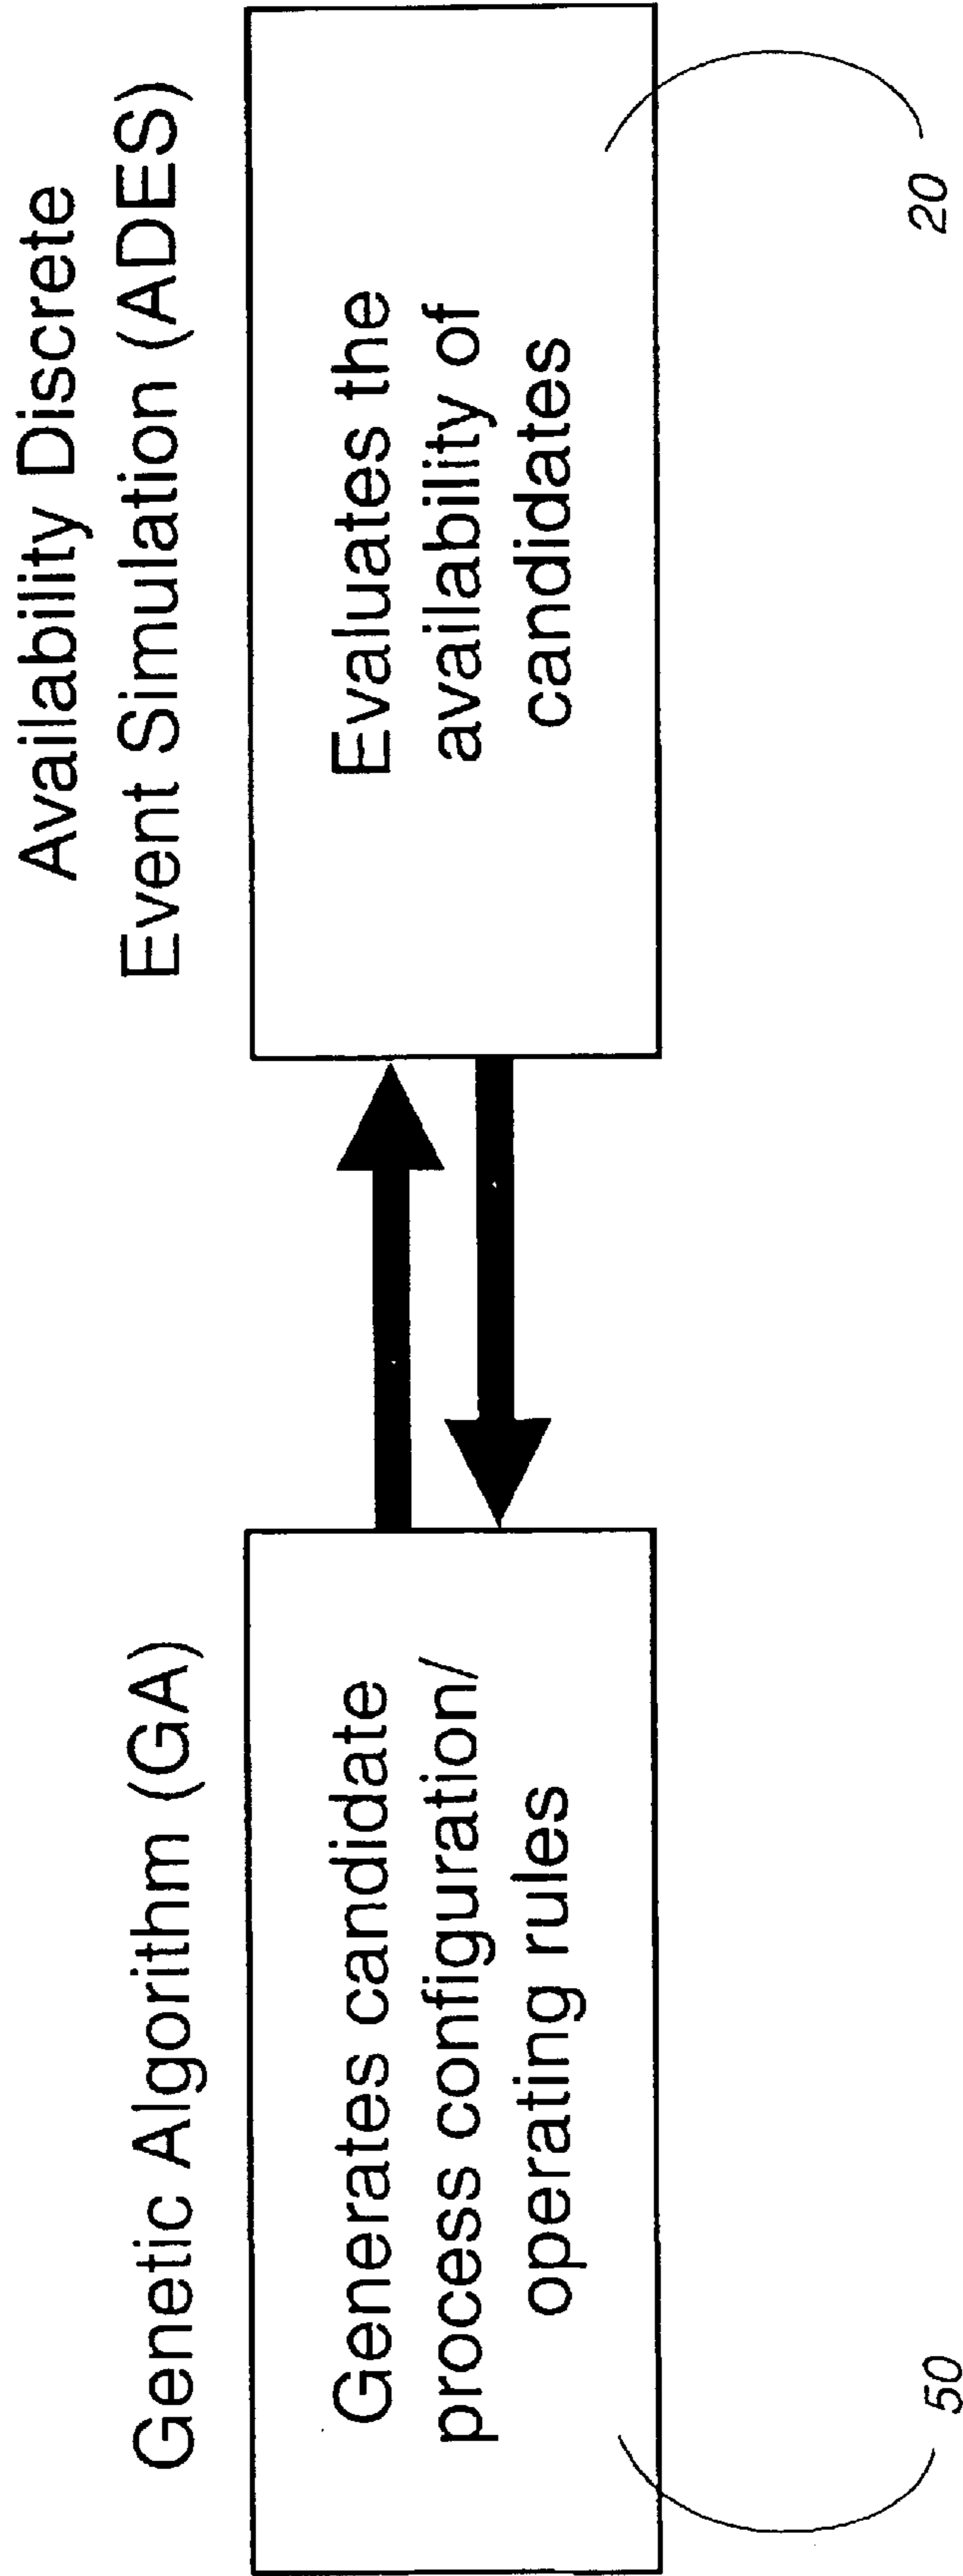 Genetic Algorithm (GA)
Generates candidate
process configuration/
operating rules
50
Availability Discrete
Event Simulation (ADES)
Evaluates the
availability of
candidates
20